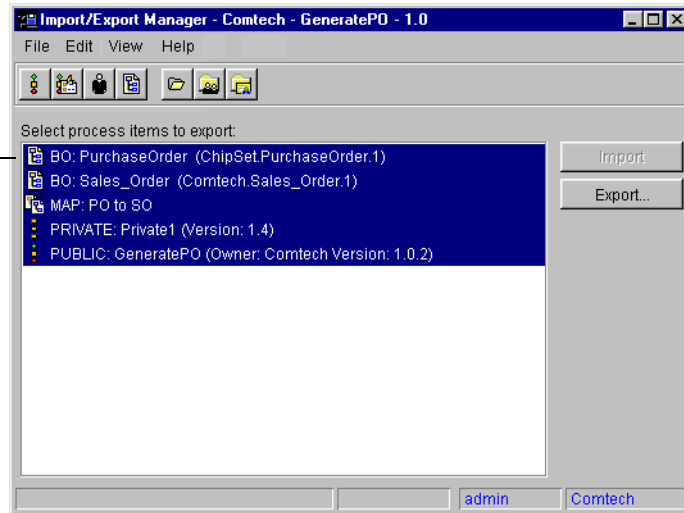 Import/Export Manager - Comtech - GeneratePO - 1.0
File Edit View Help
Select process items to export:
BO: PurchaseOrder (ChipSet.PurchaseOrder.1)
BO: Sales_Order (Comtech.Sales_Order.1)
MAP: PO to SO
PRIVATE: Private1 (Version: 1.4)
PUBLIC: GeneratePO (Owner: Comtech Version: 1.0.2)
Import
Export...
admin
Comtech